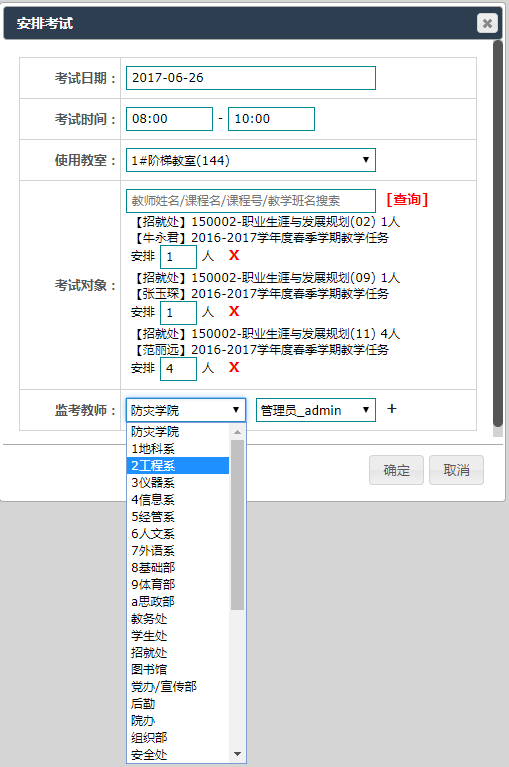 安排考试
考试日期： 2017-06-26
考试时间： 08:00 - 10:00
使用教室： 1#阶梯教室(144)
教师姓名/课程名/课程号/教学班名搜索 [查询]
考试对象：
【招就处】150002-职业生涯与发展规划(02) 1人
【牛永君】2016-2017学年度春季学期教学任务
安排 1 人 X
【招就处】150002-职业生涯与发展规划(09) 1人
【张玉琛】2016-2017学年度春季学期教学任务
安排 1 人 X
【招就处】150002-职业生涯与发展规划(11) 4人
【范丽远】2016-2017学年度春季学期教学任务
安排 4 人 X
监考教师： 防灾学院 管理员_admin +
防灾学院
1地科系
2工程系
3仪器系
4信息系
5经管系
6人文系
7外语系
8基础部
9体育部
a思政部
教务处
学生处
招就处
图书馆
党办/宣传部
后勤
院办
组织部
安全处
确定 取消